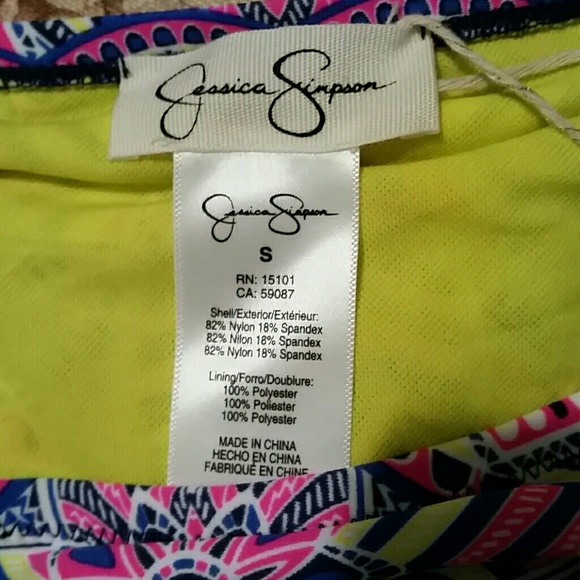 Jessica Simpson
Jessica Simpson
S
RN: 15101
CA: 59087
Shell/Exterior/Extérieur:
82% Nylon 18% Spandex
82% Nilon 18% Spandex
82% Nylon 18% Spandex
Lining/Forro/Doublure:
100% Polyester
100% Poliester
100% Polyester
MADE IN CHINA
HECHO EN CHINA
FABRIQUÉ EN CHINE